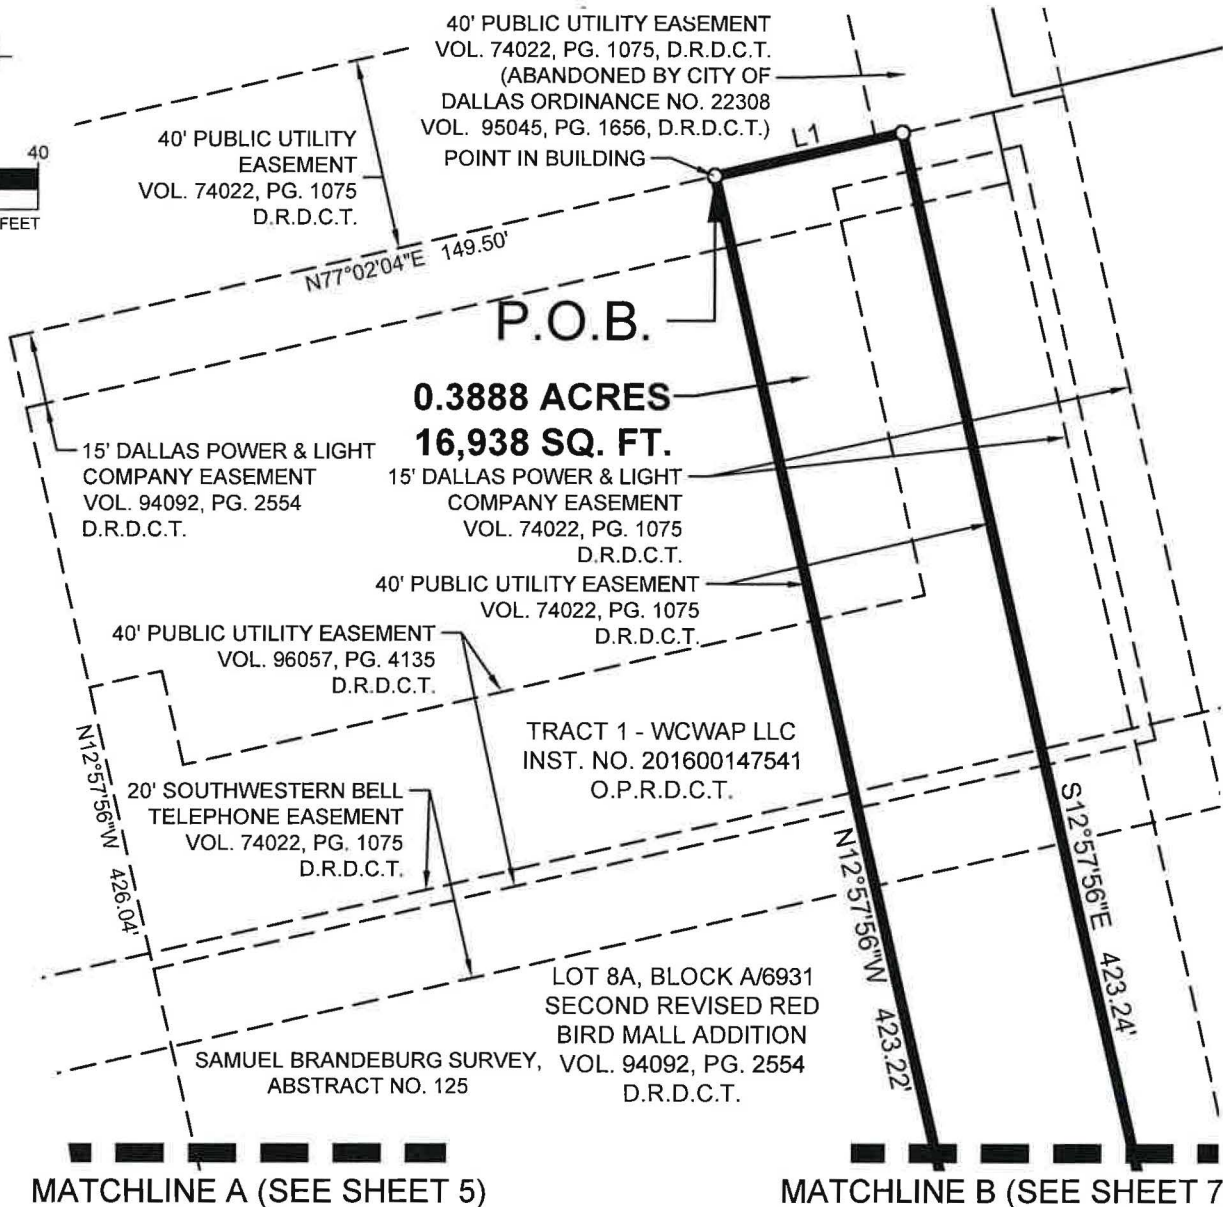 40' PUBLIC UTILITY EASEMENT
VOL. 74022, PG. 1075, D.R.D.C.T.
(ABANDONED BY CITY OF
DALLAS ORDINANCE NO. 22308
VOL. 95045, PG. 1656, D.R.D.C.T.)
40
FEET
40' PUBLIC UTILITY
EASEMENT
VOL. 74022, PG. 1075
D.R.D.C.T.
L1
POINT IN BUILDING
N77°02'04"E 149.50'
P.O.B.
0.3888 ACRES
16,938 SQ. FT.
15' DALLAS POWER & LIGHT
COMPANY EASEMENT
VOL. 94092, PG. 2554
D.R.D.C.T.
15' DALLAS POWER & LIGHT
COMPANY EASEMENT
VOL. 74022, PG. 1075
D.R.D.C.T.
40' PUBLIC UTILITY EASEMENT
VOL. 74022, PG. 1075
D.R.D.C.T.
40' PUBLIC UTILITY EASEMENT
VOL. 96057, PG. 4135
D.R.D.C.T.
TRACT 1 - WCWAP LLC
INST. NO. 201600147541
O.P.R.D.C.T.
N12°57'56"W 426.04'
20' SOUTHWESTERN BELL
TELEPHONE EASEMENT
VOL. 74022, PG. 1075
D.R.D.C.T.
N12°57'56"W 423.22'
S12°57'56"E 423.24'
LOT 8A, BLOCK A/6931
SECOND REVISED RED
BIRD MALL ADDITION
VOL. 94092, PG. 2554
D.R.D.C.T.
SAMUEL BRANDEBURG SURVEY,
ABSTRACT NO. 125
MATCHLINE A (SEE SHEET 5)
MATCHLINE B (SEE SHEET 7